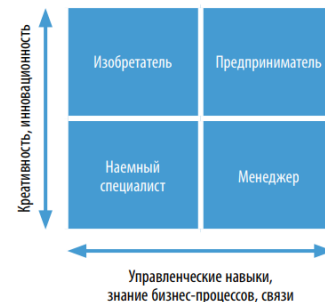 Креативность, инновационность
Изобретатель
Предприниматель
Наемный
специалист
Менеджер
Управленческие навыки,
знание бизнес-процессов, связи